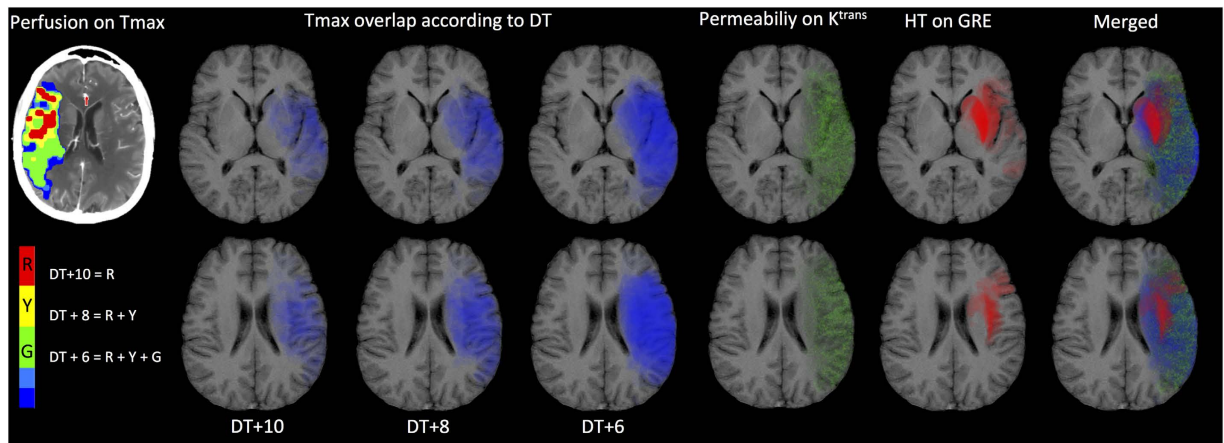 Perfusion on Tmax
Tmax overlap according to DT
Permeabiliy on Ktrans
HT on GRE
Merged
R
DT+10 = R
Y
DT + 8 = R + Y
G
DT + 6 = R + Y + G
DT+10
DT+8
DT+6